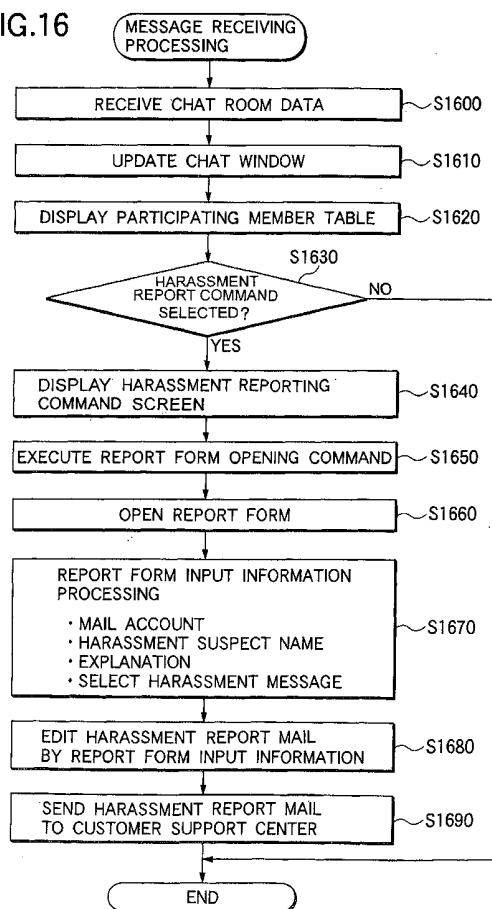 FIG.16
MESSAGE RECEIVING
PROCESSING
RECEIVE CHAT ROOM DATA
S1600
UPDATE CHAT WINDOW
S1610
DISPLAY PARTICIPATING MEMBER TABLE
S1620
S1630
HARASSMENT
REPORT COMMAND
SELECTED?
NO
YES
DISPLAY HARASSMENT REPORTING
COMMAND SCREEN
S1640
EXECUTE REPORT FORM OPENING COMMAND
S1650
OPEN REPORT FORM
S1660
REPORT FORM INPUT INFORMATION
PROCESSING
・MAIL ACCOUNT
・HARASSMENT SUSPECT NAME
・EXPLANATION
・SELECT HARASSMENT MESSAGE
S1670
EDIT HARASSMENT REPORT MAIL
BY REPORT FORM INPUT INFORMATION
S1680
SEND HARASSMENT REPORT MAIL
TO CUSTOMER SUPPORT CENTER
S1690
END